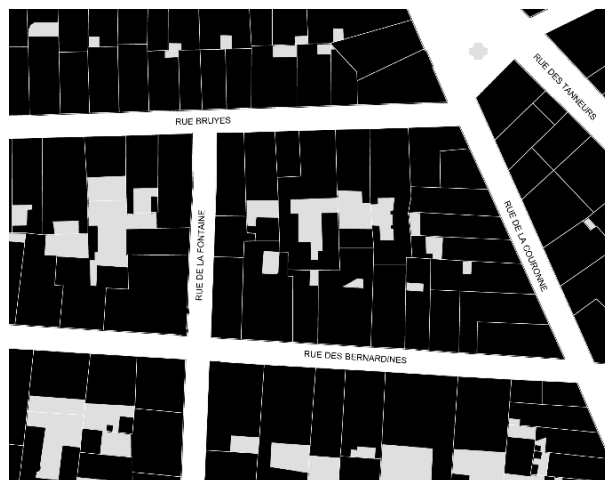 RUE DES TANNEURS
RUE BRUYES
RUE DE LA FONTAINE
RUE DE LA COURONNE
RUE DES BERNARDINES